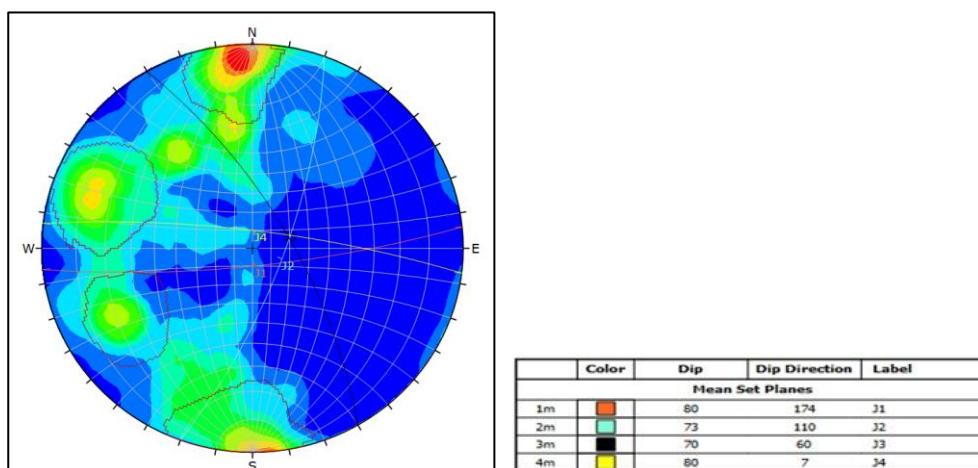 N
W
E
J4
J2
J1
S
Color Dip Dip Direction Label
Mean Set Planes
1m 80 174 J1
2m 73 110 J2
3m 70 60 J3
4m 80 7 J4